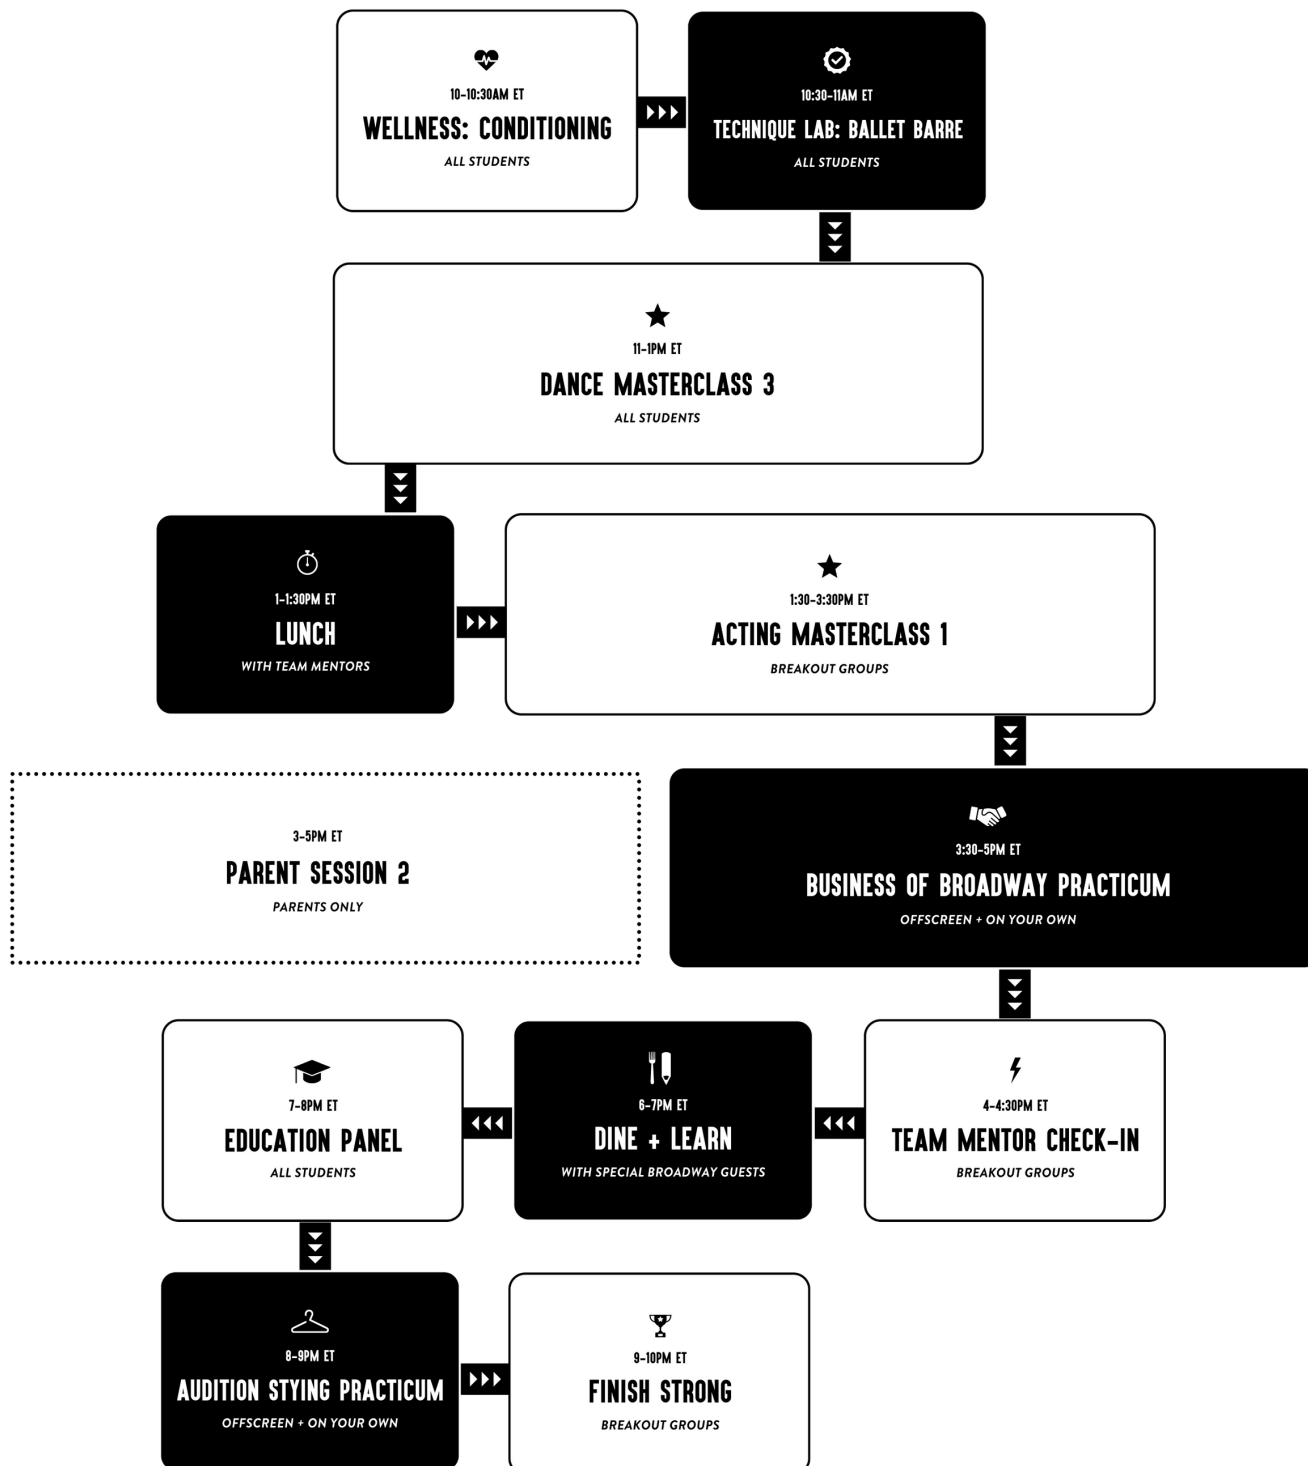 10-10:30AM ET
WELLNESS: CONDITIONING
ALL STUDENTS
10:30-11AM ET
TECHNIQUE LAB: BALLET BARRE
ALL STUDENTS
11-1PM ET
DANCE MASTERCLASS 3
ALL STUDENTS
1-1:30PM ET
LUNCH
WITH TEAM MENTORS
1:30-3:30PM ET
ACTING MASTERCLASS 1
BREAKOUT GROUPS
3-5PM ET
PARENT SESSION 2
PARENTS ONLY
3:30-5PM ET
BUSINESS OF BROADWAY PRACTICUM
OFFSCREEN + ON YOUR OWN
4-4:30PM ET
TEAM MENTOR CHECK-IN
BREAKOUT GROUPS
6-7PM ET
DINE + LEARN
WITH SPECIAL BROADWAY GUESTS
7-8PM ET
EDUCATION PANEL
ALL STUDENTS
8-9PM ET
AUDITION STYING PRACTICUM
OFFSCREEN + ON YOUR OWN
9-10PM ET
FINISH STRONG
BREAKOUT GROUPS